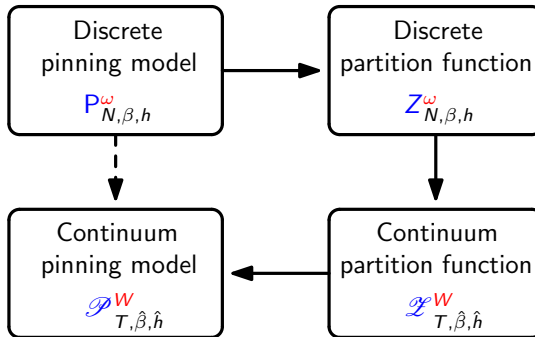 Discrete
pinning model
P^ω_{N,β,h}
Discrete
partition function
Z^ω_{N,β,h}
Continuum
pinning model
𝒫^W_{T,β̂,ĥ}
Continuum
partition function
𝒵^W_{T,β̂,ĥ}